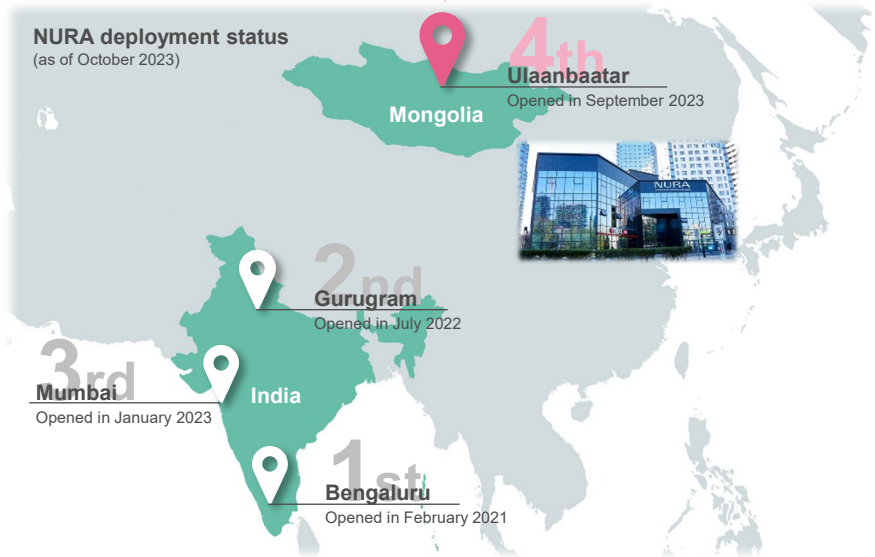 NURA deployment status
(as of October 2023)
4th
Ulaanbaatar
Opened in September 2023
Mongolia
NURA
2nd
Gurugram
Opened in July 2022
3rd
Mumbai
Opened in January 2023
India
1st
Bengaluru
Opened in February 2021